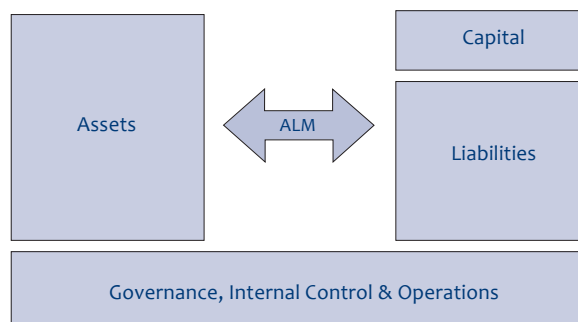 Capital
Assets
ALM
Liabilities
Governance, Internal Control & Operations